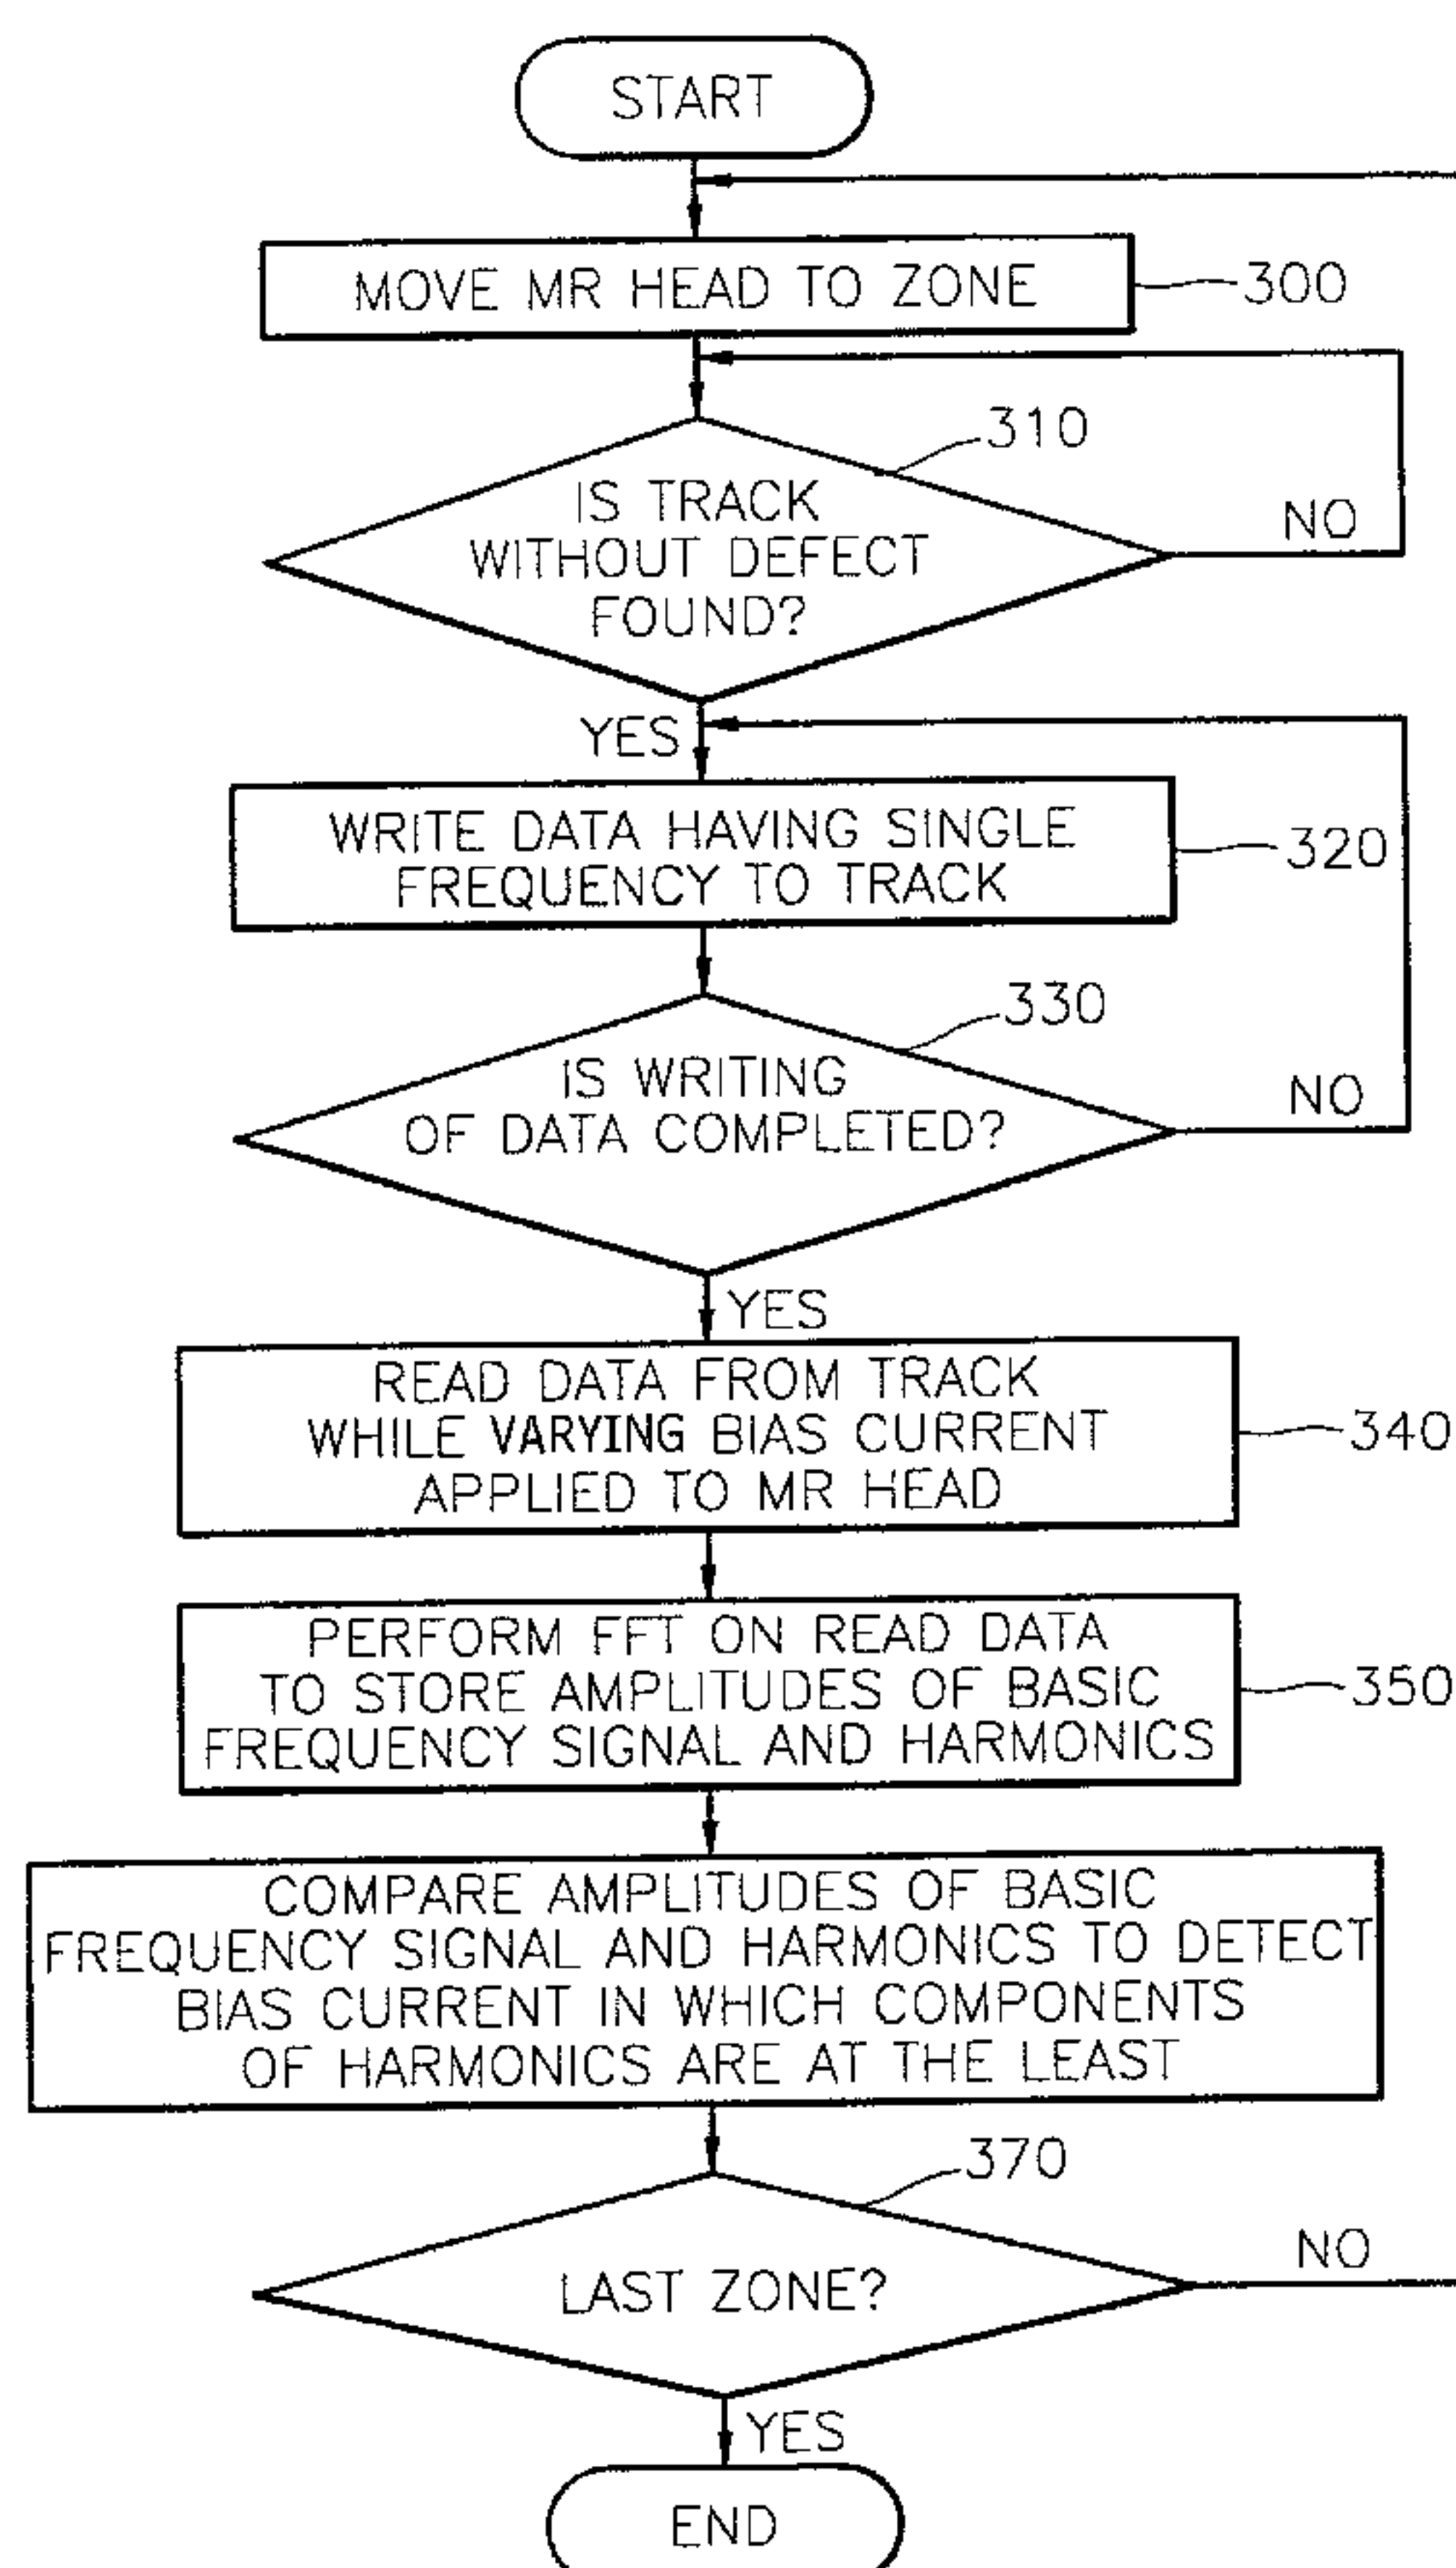 START
MOVE MR HEAD TO ZONE
300
310
IS TRACK
WITHOUT DEFECT
FOUND?
NO
YES
WRITE DATA HAVING SINGLE
FREQUENCY TO TRACK
320
330
IS WRITING
OF DATA COMPLETED?
NO
YES
READ DATA FROM TRACK
WHILE VARYING BIAS CURRENT
APPLIED TO MR HEAD
340
PERFORM FFT ON READ DATA
TO STORE AMPLITUDES OF BASIC
FREQUENCY SIGNAL AND HARMONICS
350
COMPARE AMPLITUDES OF BASIC
FREQUENCY SIGNAL AND HARMONICS TO DETECT
BIAS CURRENT IN WHICH COMPONENTS
OF HARMONICS ARE AT THE LEAST
370
LAST ZONE?
NO
YES
END